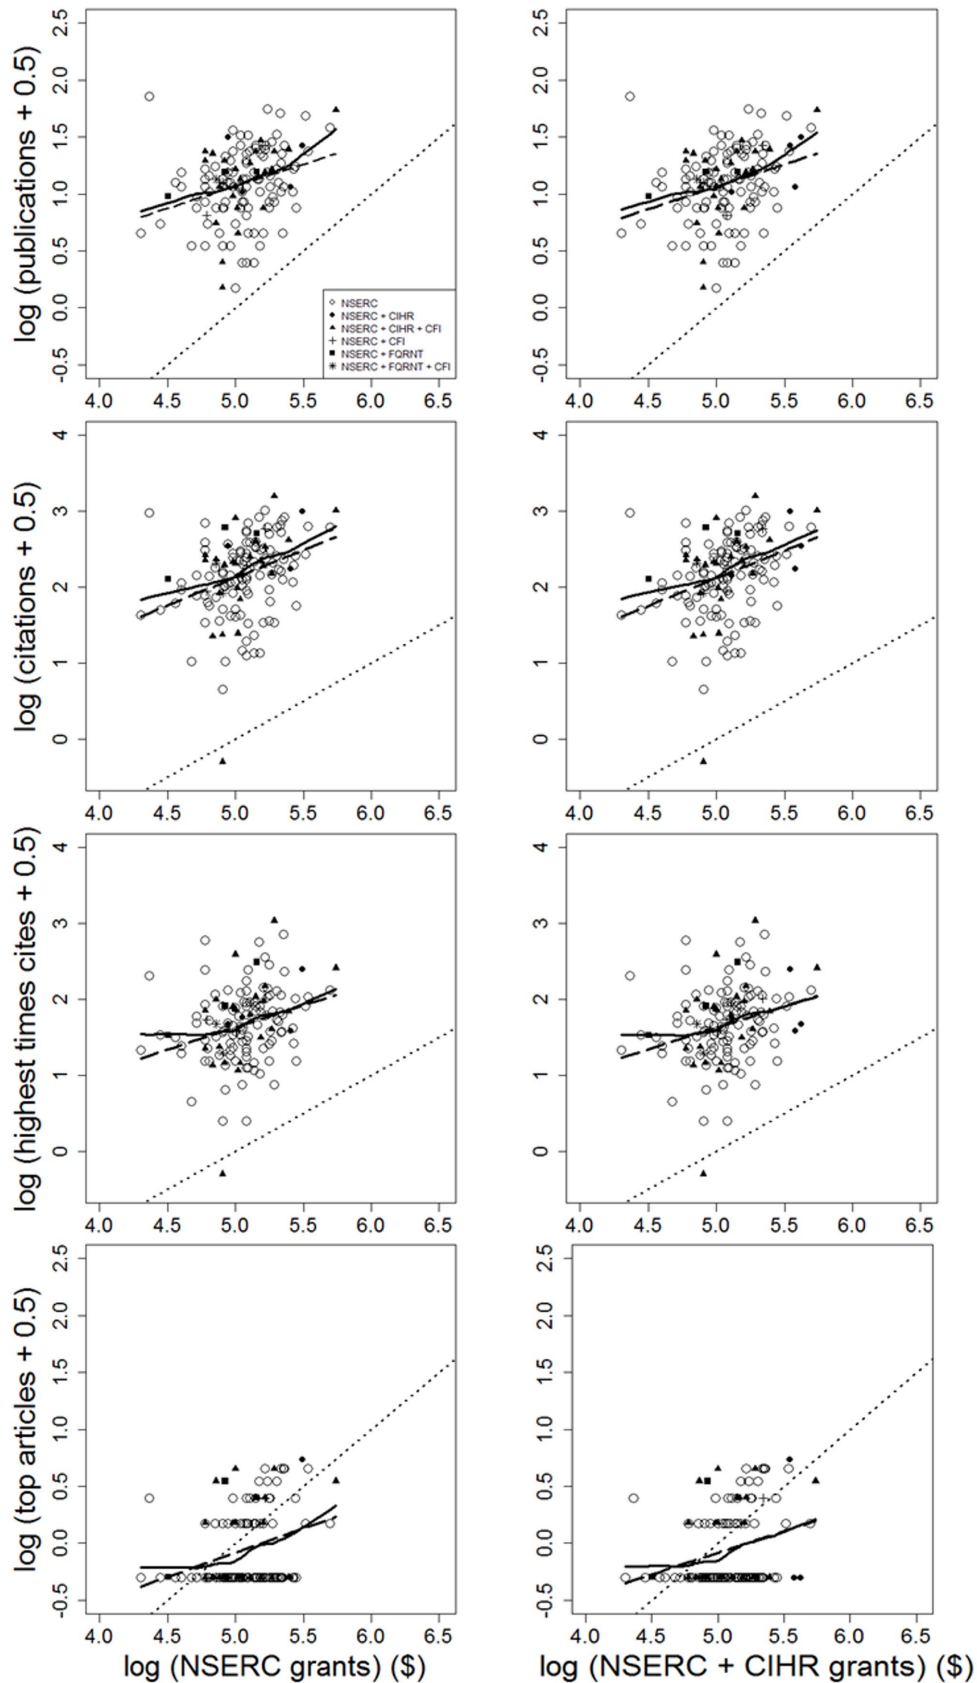 log (publications + 0.5)
2.5
2.0
1.5
1.0
0.5
0.0
-0.5
NSERC
NSERC + CIHR
NSERC + CIHR + CFI
NSERC + CFI
NSERC + FQRNT
NSERC + FQRNT + CFI
4.0 4.5 5.0 5.5 6.0 6.5
2.5
2.0
1.5
1.0
0.5
0.0
-0.5
4.0 4.5 5.0 5.5 6.0 6.5
log (citations + 0.5)
4
3
2
1
0
4.0 4.5 5.0 5.5 6.0 6.5
4
3
2
1
0
4.0 4.5 5.0 5.5 6.0 6.5
log (highest times cites + 0.5)
4
3
2
1
0
4.0 4.5 5.0 5.5 6.0 6.5
4
3
2
1
0
4.0 4.5 5.0 5.5 6.0 6.5
log (top articles + 0.5)
2.5
2.0
1.5
1.0
0.5
0.0
-0.5
4.0 4.5 5.0 5.5 6.0 6.5
log (NSERC grants) ($)
2.5
2.0
1.5
1.0
0.5
0.0
-0.5
4.0 4.5 5.0 5.5 6.0 6.5
log (NSERC + CIHR grants) ($)